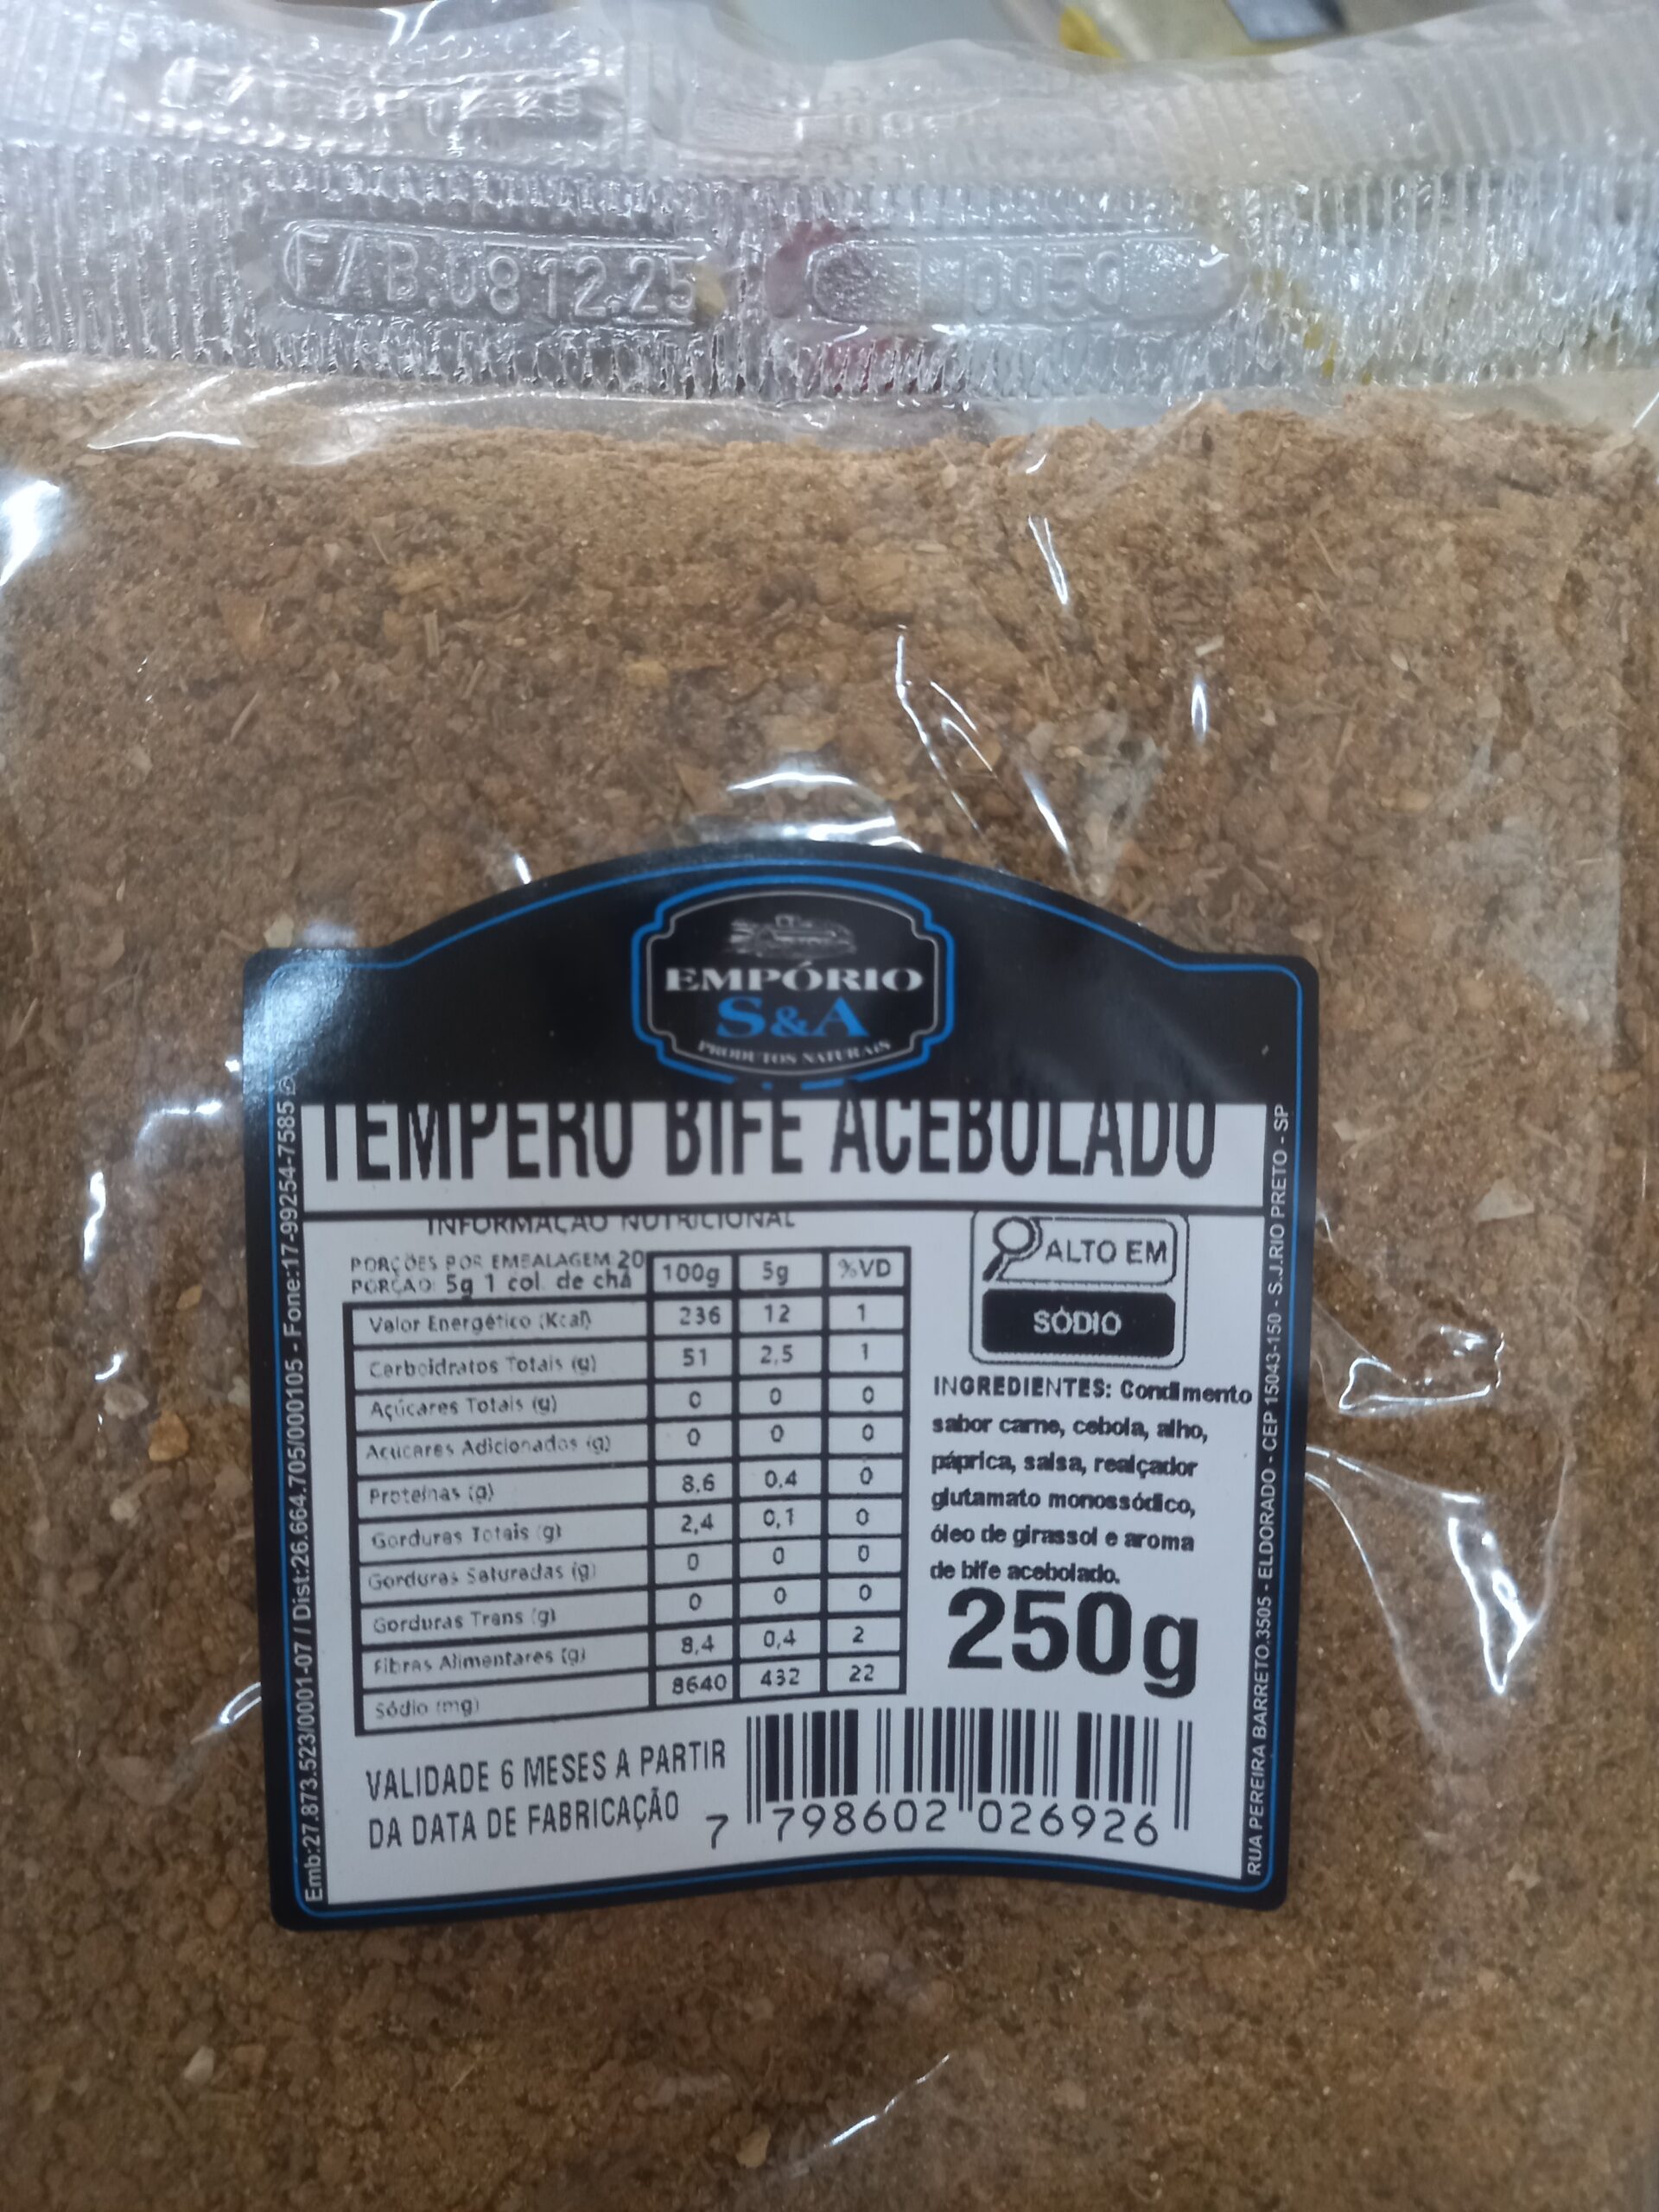 FAB:08 12.25 0050
EMPÓRIO
S&A
PRODUTOS NATURAIS
TEMPERO BIFE ACEBOLADO
INFORMAÇÃO NUTRICIONAL
PORÇÕES POR EMBALAGEM 20
PORÇÃO: 5g 1 col. de chá 100g 5g %VD
Valor Energético (Kcal) 236 12 1
Carboidratos Totais (g) 51 2,5 1
Açúcares Totais (g) 0 0 0
Açúcares Adicionados (g) 0 0 0
Proteínas (g) 8,6 0,4 0
Gorduras Totais (g) 2,4 0,1 0
Gorduras Saturadas (g) 0 0 0
Gorduras Trans (g) 0 0 0
Fibras Alimentares (g) 8,4 0,4 2
Sódio (mg) 8640 432 22
ALTO EM
SÓDIO
INGREDIENTES: Condimento
sabor carne, cebola, alho,
páprica, salsa, realçador
glutamato monossódico,
óleo de girassol e aroma
de bife acebolado.
250g
VALIDADE 6 MESES A PARTIR
DA DATA DE FABRICAÇÃO
7 798602 026926
Emb:27.873.523/0001-07 / Dist:26.664.705/000105 - Fone:17-99254-7585
RUA PEREIRA BARRETO,3505 - ELDORADO - CEP 15043-150 - S.J.RIO PRETO - SP